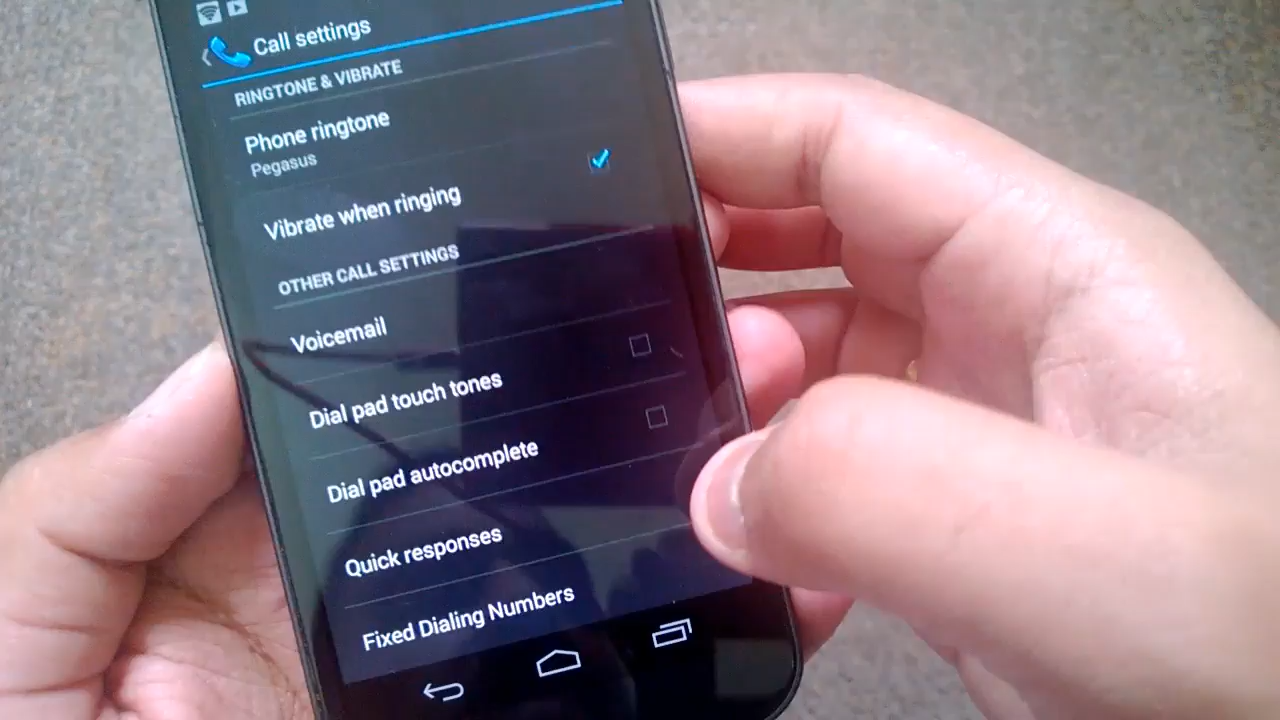 Call settings
RINGTONE & VIBRATE
Phone ringtone
Pegasus
Vibrate when ringing
OTHER CALL SETTINGS
Voicemail
Dial pad touch tones
Dial pad autocomplete
Quick responses
Fixed Dialing Numbers